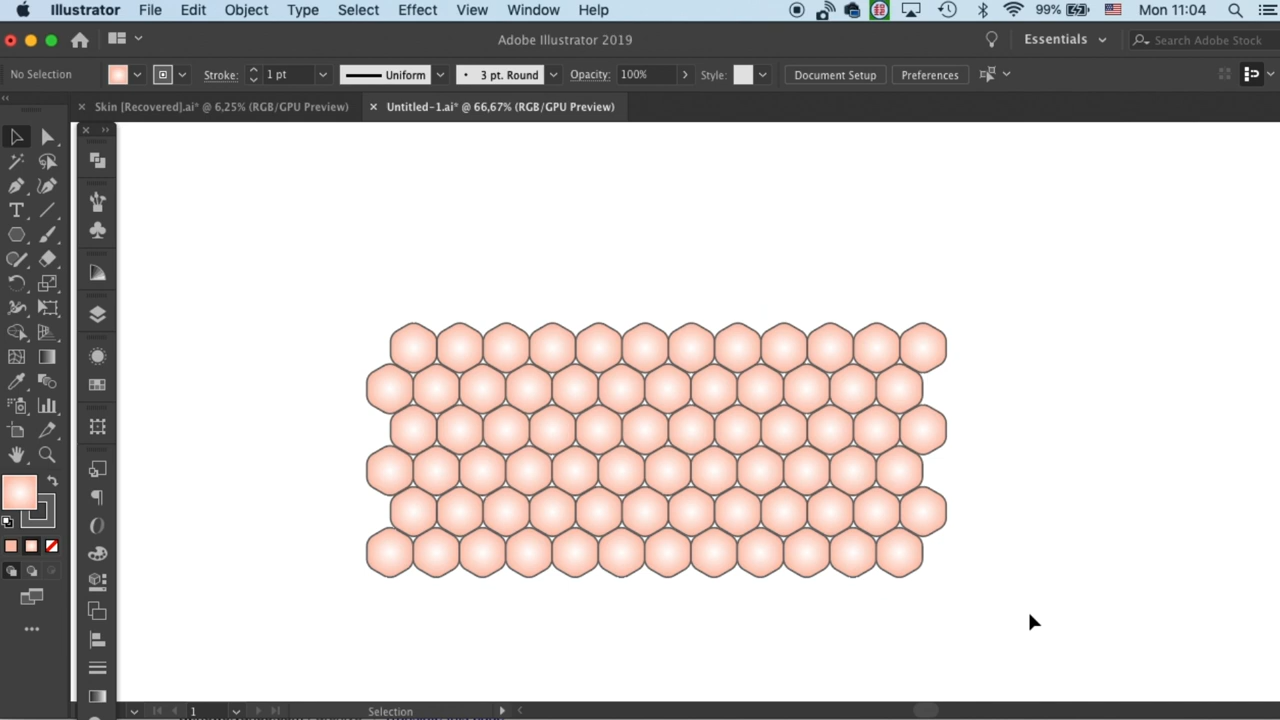 Illustrator File Edit Object Type Select Effect View Window Help 99% Mon 11:04
Adobe Illustrator 2019 Essentials Search Adobe Stock
No Selection Stroke: 1 pt Uniform 3 pt. Round Opacity: 100% Style: Document Setup Preferences
Skin [Recovered].ai* @ 6,25% (RGB/GPU Preview) Untitled-1.ai* @ 66,67% (RGB/GPU Preview)
1 Selection